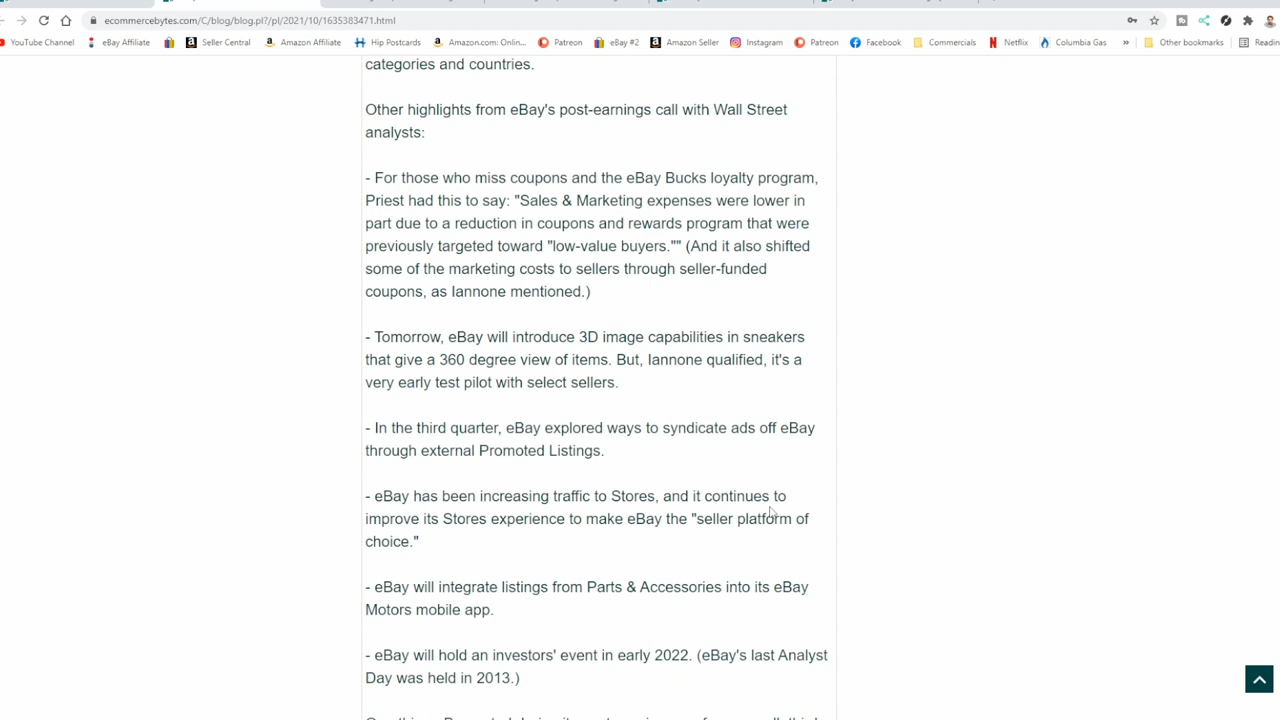 ecommercebytes.com/C/blog/blog.pl?/pl/2021/10/1635383471.html
YouTube Channel eBay Affiliate Seller Central Amazon Affiliate Hip Postcards Amazon.com: Onli... Patreon eBay #2 Amazon Seller Instagram Patreon Facebook Commercials Netflix Columbia Gas » Other bookmarks Readin
categories and countries.
Other highlights from eBay's post-earnings call with Wall Street
analysts:
- For those who miss coupons and the eBay Bucks loyalty program,
Priest had this to say: "Sales & Marketing expenses were lower in
part due to a reduction in coupons and rewards program that were
previously targeted toward "low-value buyers."" (And it also shifted
some of the marketing costs to sellers through seller-funded
coupons, as Iannone mentioned.)
- Tomorrow, eBay will introduce 3D image capabilities in sneakers
that give a 360 degree view of items. But, Iannone qualified, it's a
very early test pilot with select sellers.
- In the third quarter, eBay explored ways to syndicate ads off eBay
through external Promoted Listings.
- eBay has been increasing traffic to Stores, and it continues to
improve its Stores experience to make eBay the "seller platform of
choice."
- eBay will integrate listings from Parts & Accessories into its eBay
Motors mobile app.
- eBay will hold an investors' event in early 2022. (eBay's last Analyst
Day was held in 2013.)